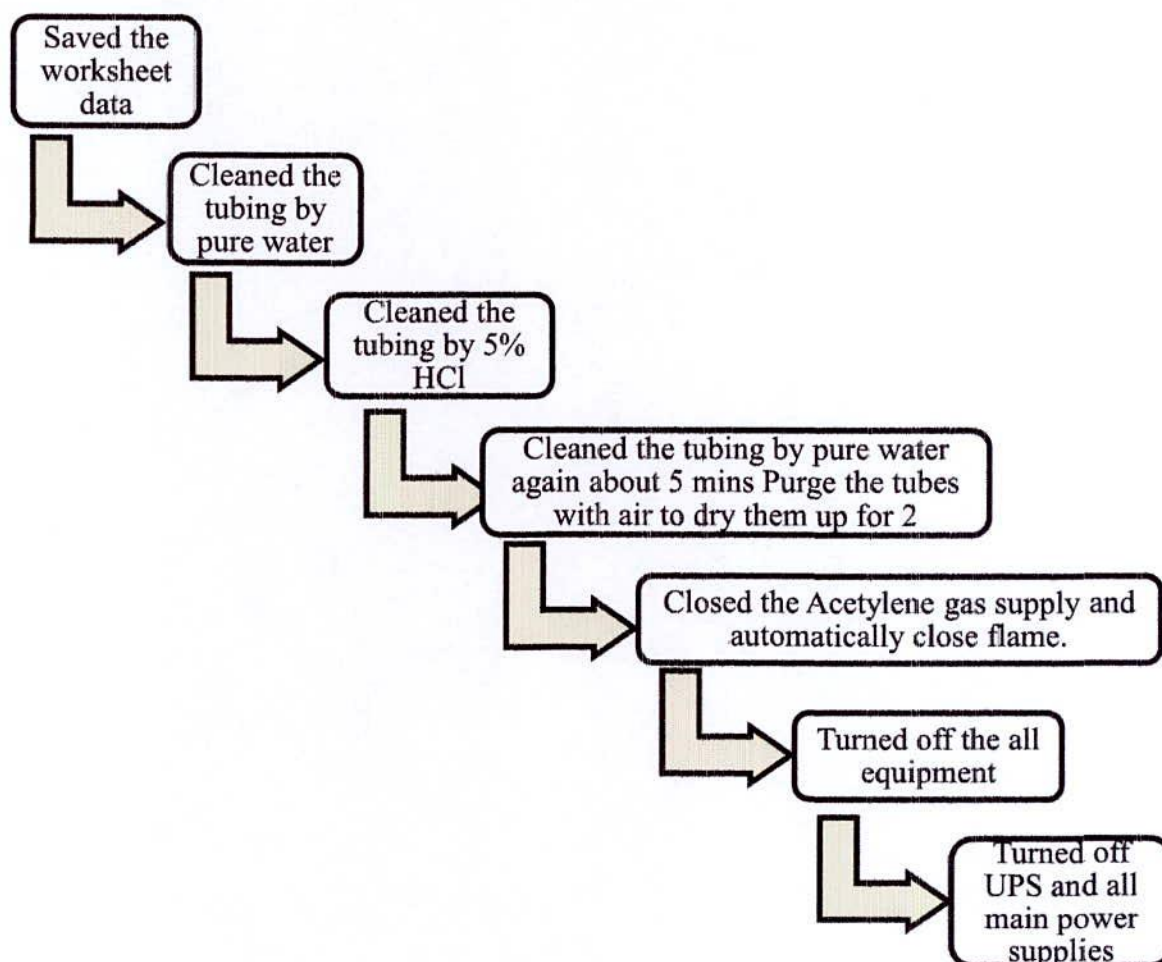 Saved the
worksheet
data
Cleaned the
tubing by
pure water
Cleaned the
tubing by 5%
HCl
Cleaned the tubing by pure water
again about 5 mins Purge the tubes
with air to dry them up for 2
Closed the Acetylene gas supply and
automatically close flame.
Turned off the all
equipment
Turned off
UPS and all
main power
supplies